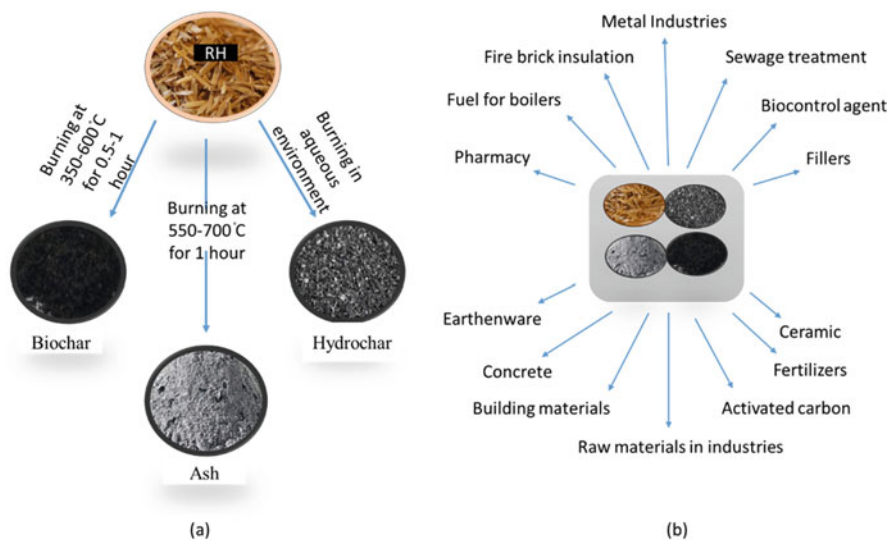 RH
Burning at
350-600℃
for 0.5-1
hour
Burning at
550-700℃
for 1 hour
Burning in
aqueous
environment
Biochar
Hydrochar
Ash
(a)
Metal Industries
Fire brick insulation
Sewage treatment
Fuel for boilers
Biocontrol agent
Pharmacy
Fillers
Earthenware
Ceramic
Concrete
Fertilizers
Building materials
Activated carbon
Raw materials in industries
(b)